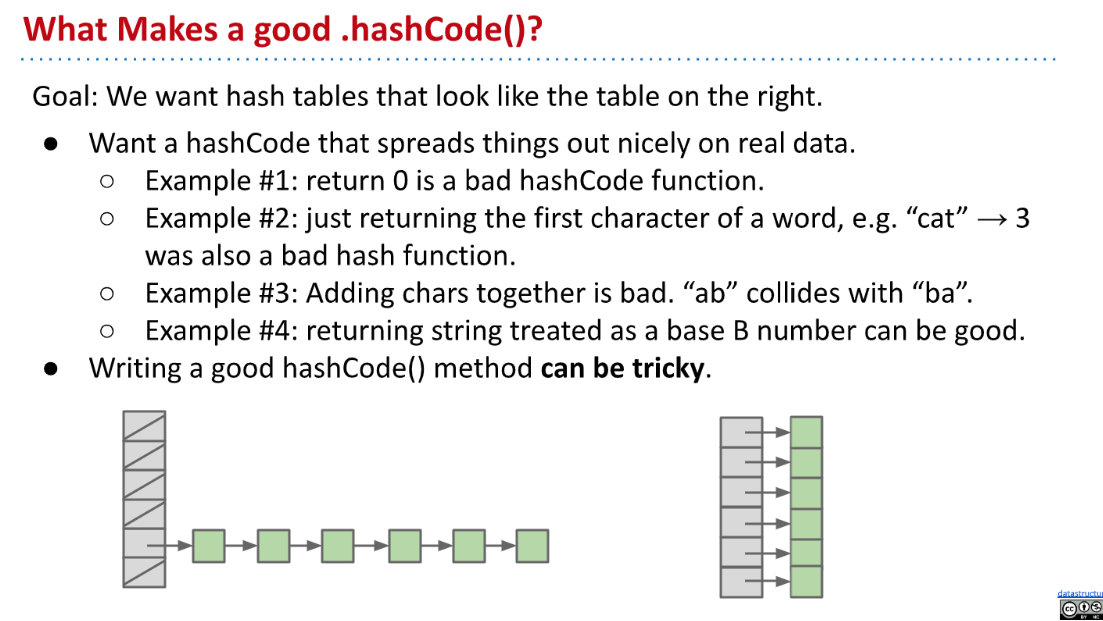 What Makes a good .hashCode()?
Goal: We want hash tables that look like the table on the right.
● Want a hashCode that spreads things out nicely on real data.
○ Example #1: return 0 is a bad hashCode function.
○ Example #2: just returning the first character of a word, e.g. “cat” → 3
was also a bad hash function.
○ Example #3: Adding chars together is bad. “ab” collides with “ba”.
○ Example #4: returning string treated as a base B number can be good.
● Writing a good hashCode() method can be tricky.
datastructur
cc
BY NC